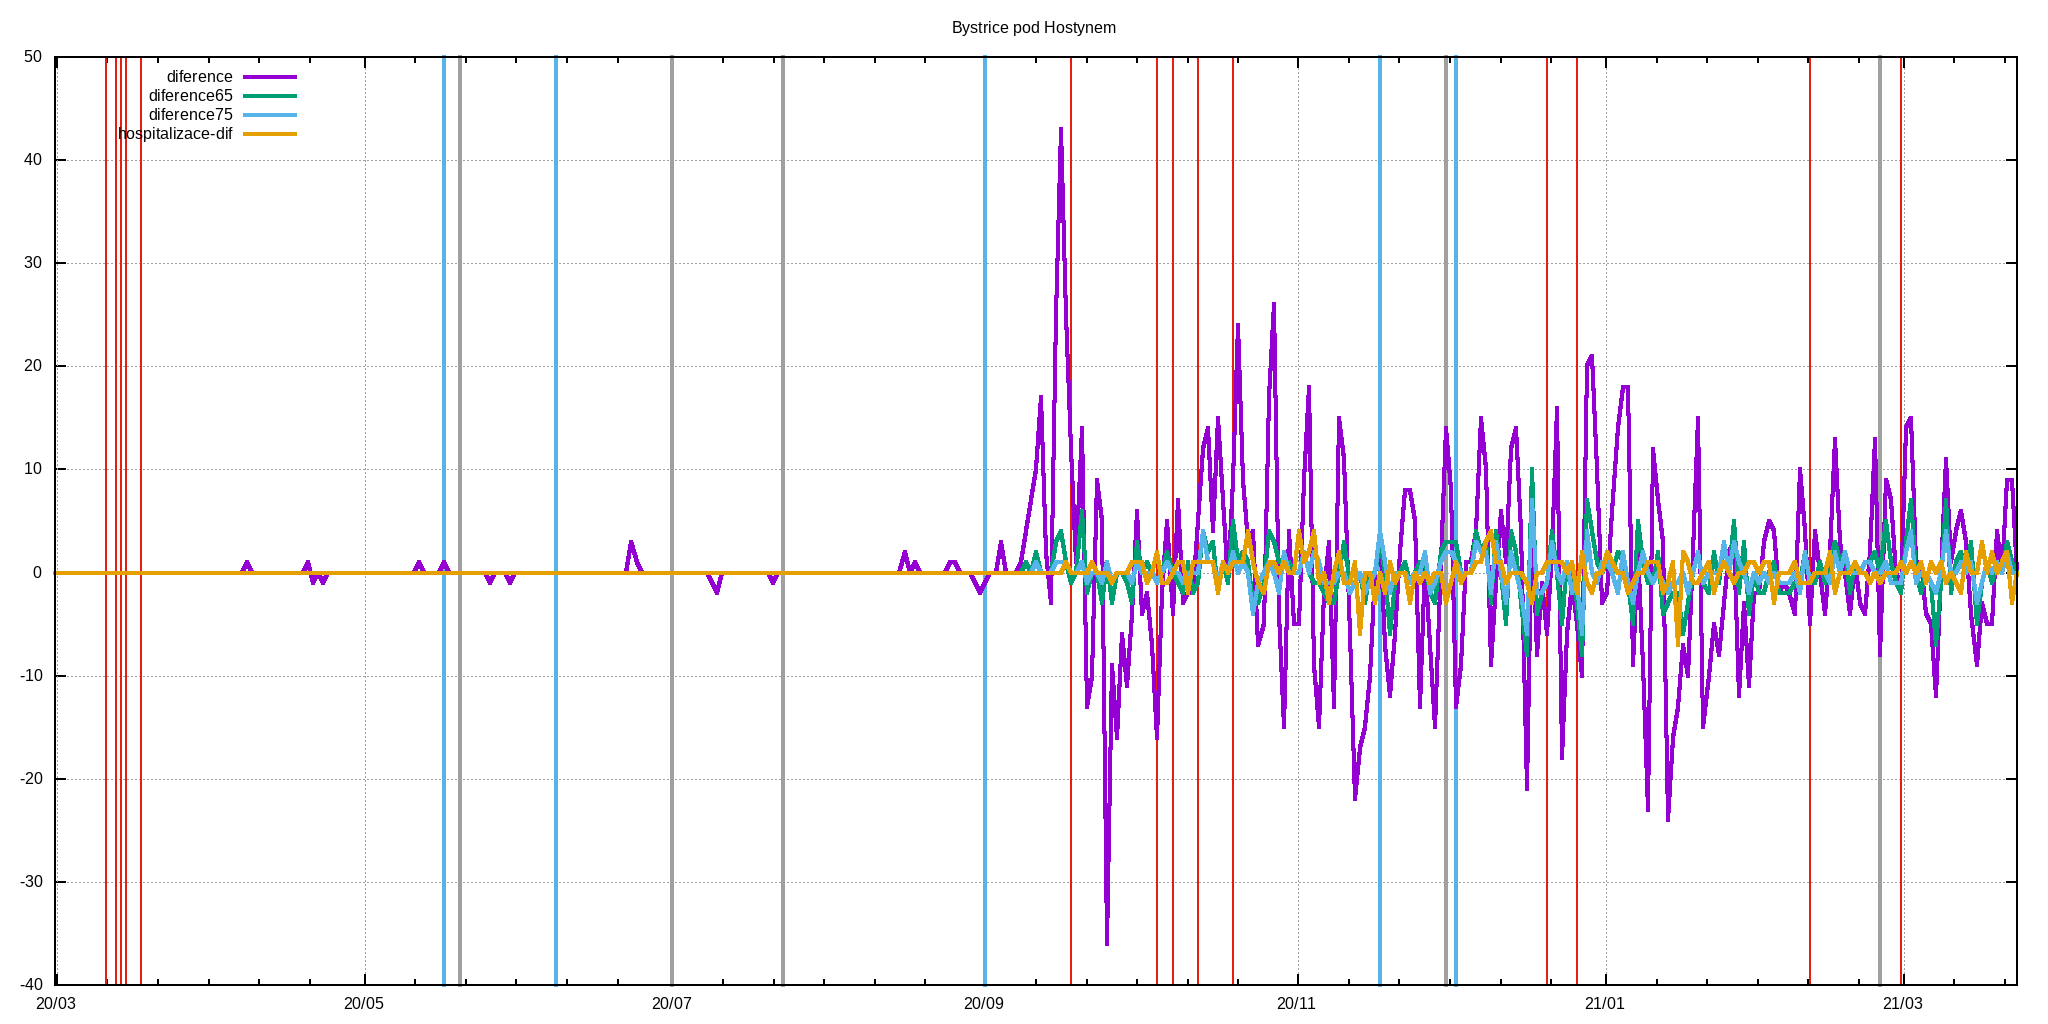 Bystrice pod Hostynem
50
40
30
20
10
0
-10
-20
-30
-40
diference
diference65
diference75
hospitalizace-dif
20/03 20/05 20/07 20/09 20/11 21/01 21/03